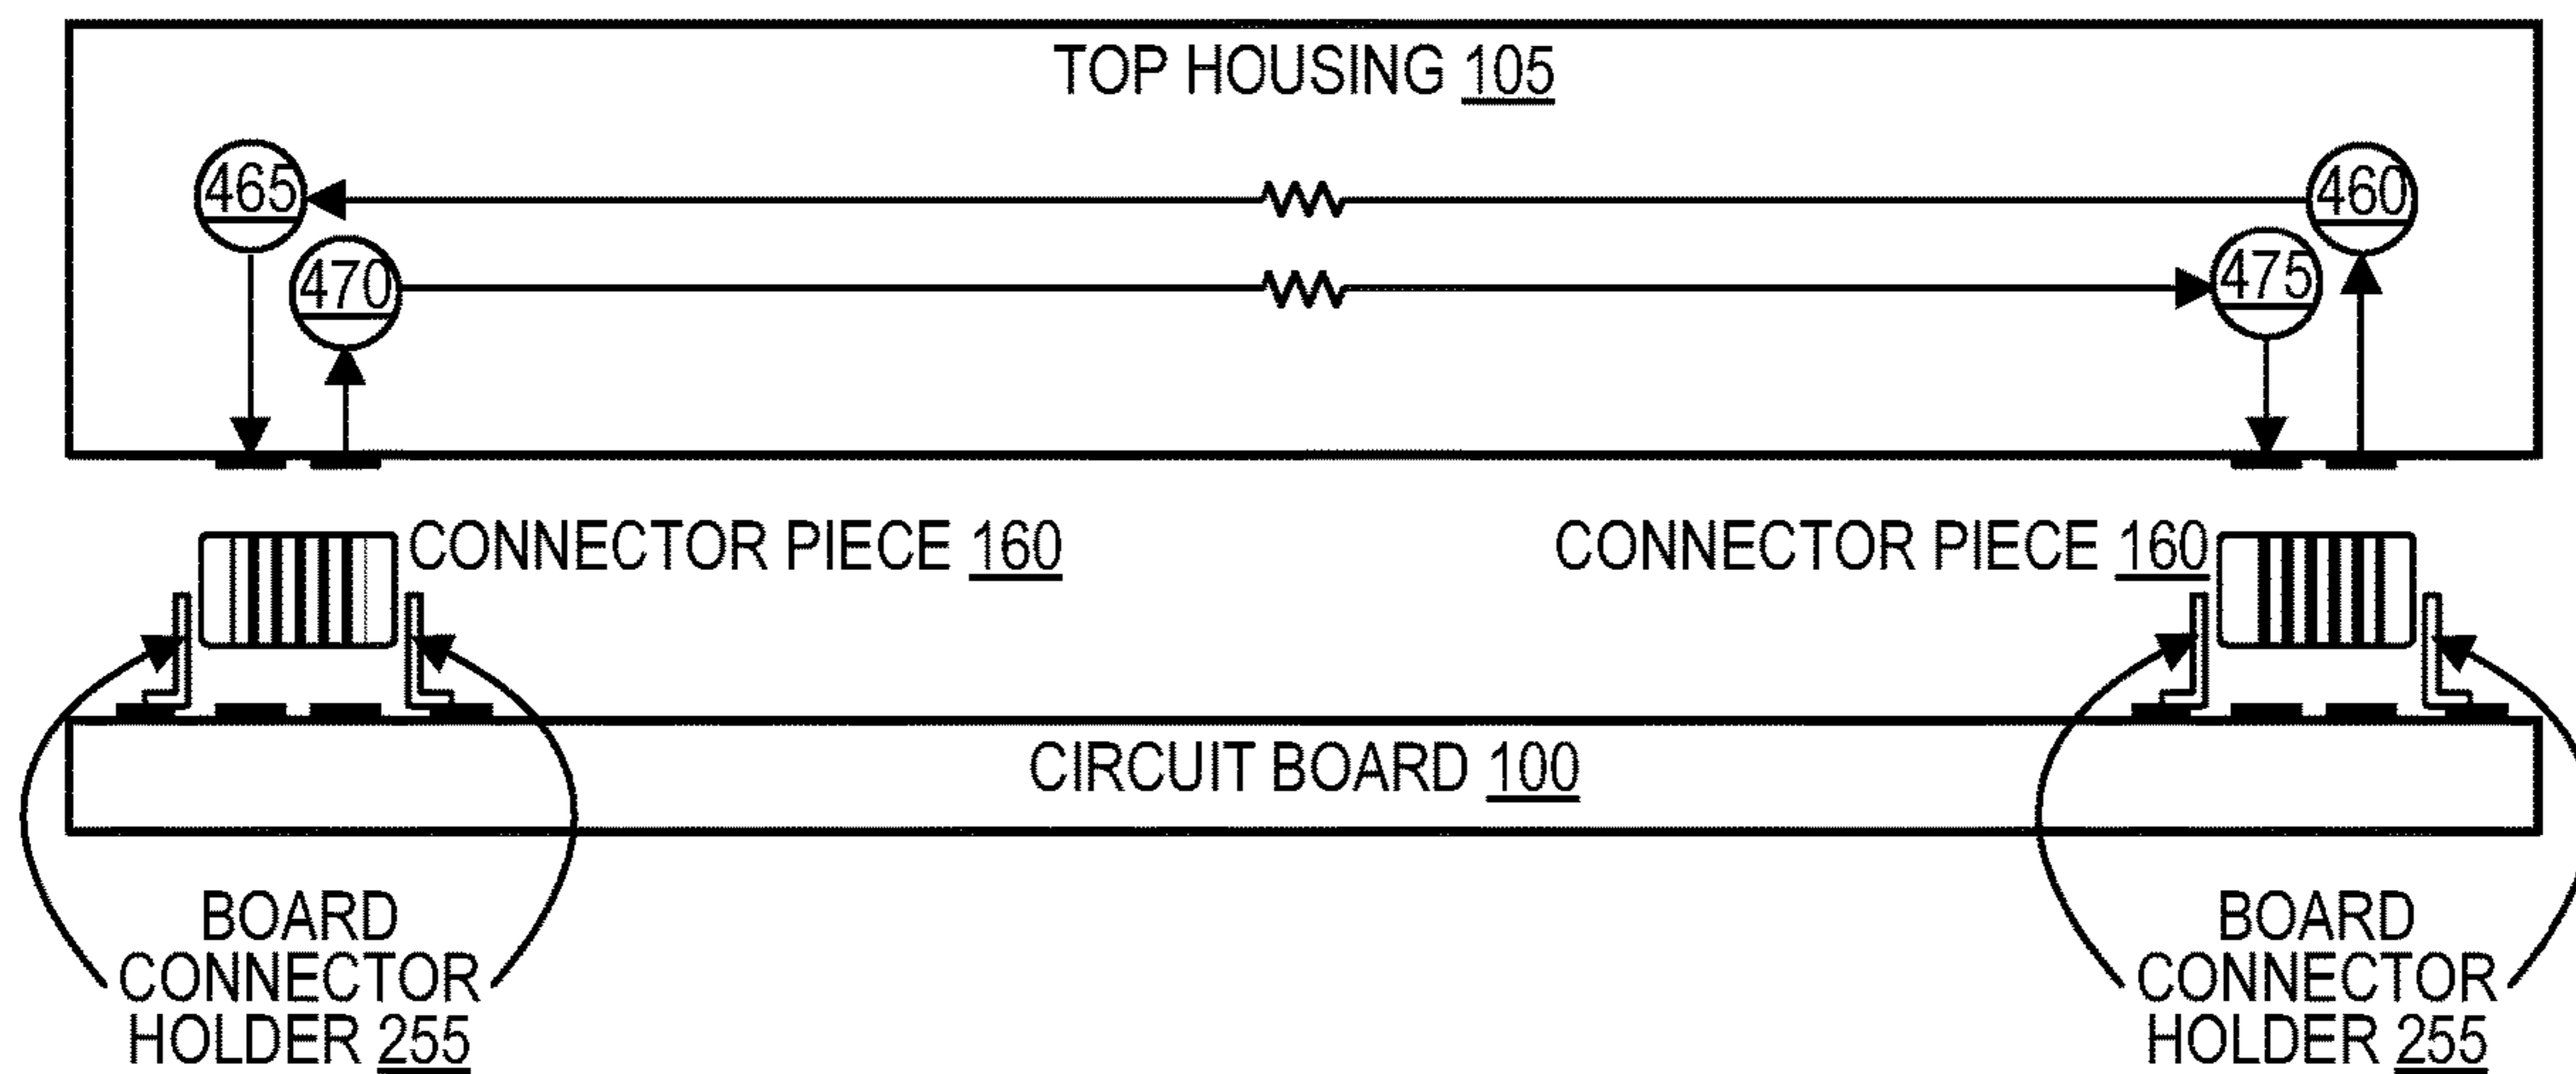 TOP HOUSING 105
465
460
470
475
CONNECTOR PIECE 160
CONNECTOR PIECE 160
CIRCUIT BOARD 100
BOARD
CONNECTOR
HOLDER 255
BOARD
CONNECTOR
HOLDER 255